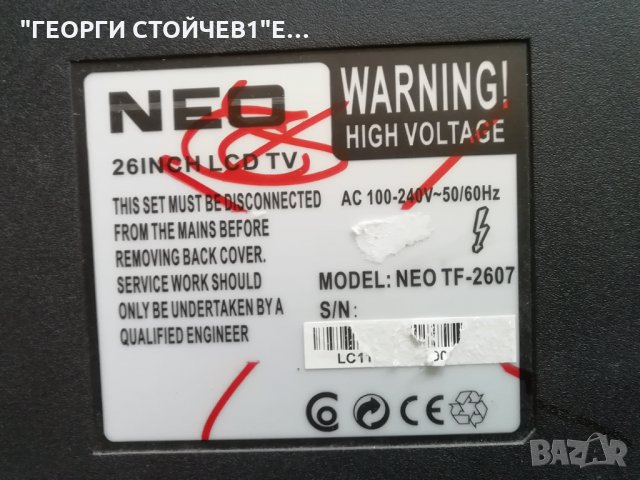 "ГЕОРГИ СТОЙЧЕВ1"Е...
NEO
26INCH LCD TV
THIS SET MUST BE DISCONNECTED
FROM THE MAINS BEFORE
REMOVING BACK COVER.
SERVICE WORK SHOULD
ONLY BE UNDERTAKEN BY A
QUALIFIED ENGINEER
WARNING!
HIGH VOLTAGE
AC 100-240V~50/60Hz
MODEL: NEO TF-2607
S/N:
LC11
BAZAR